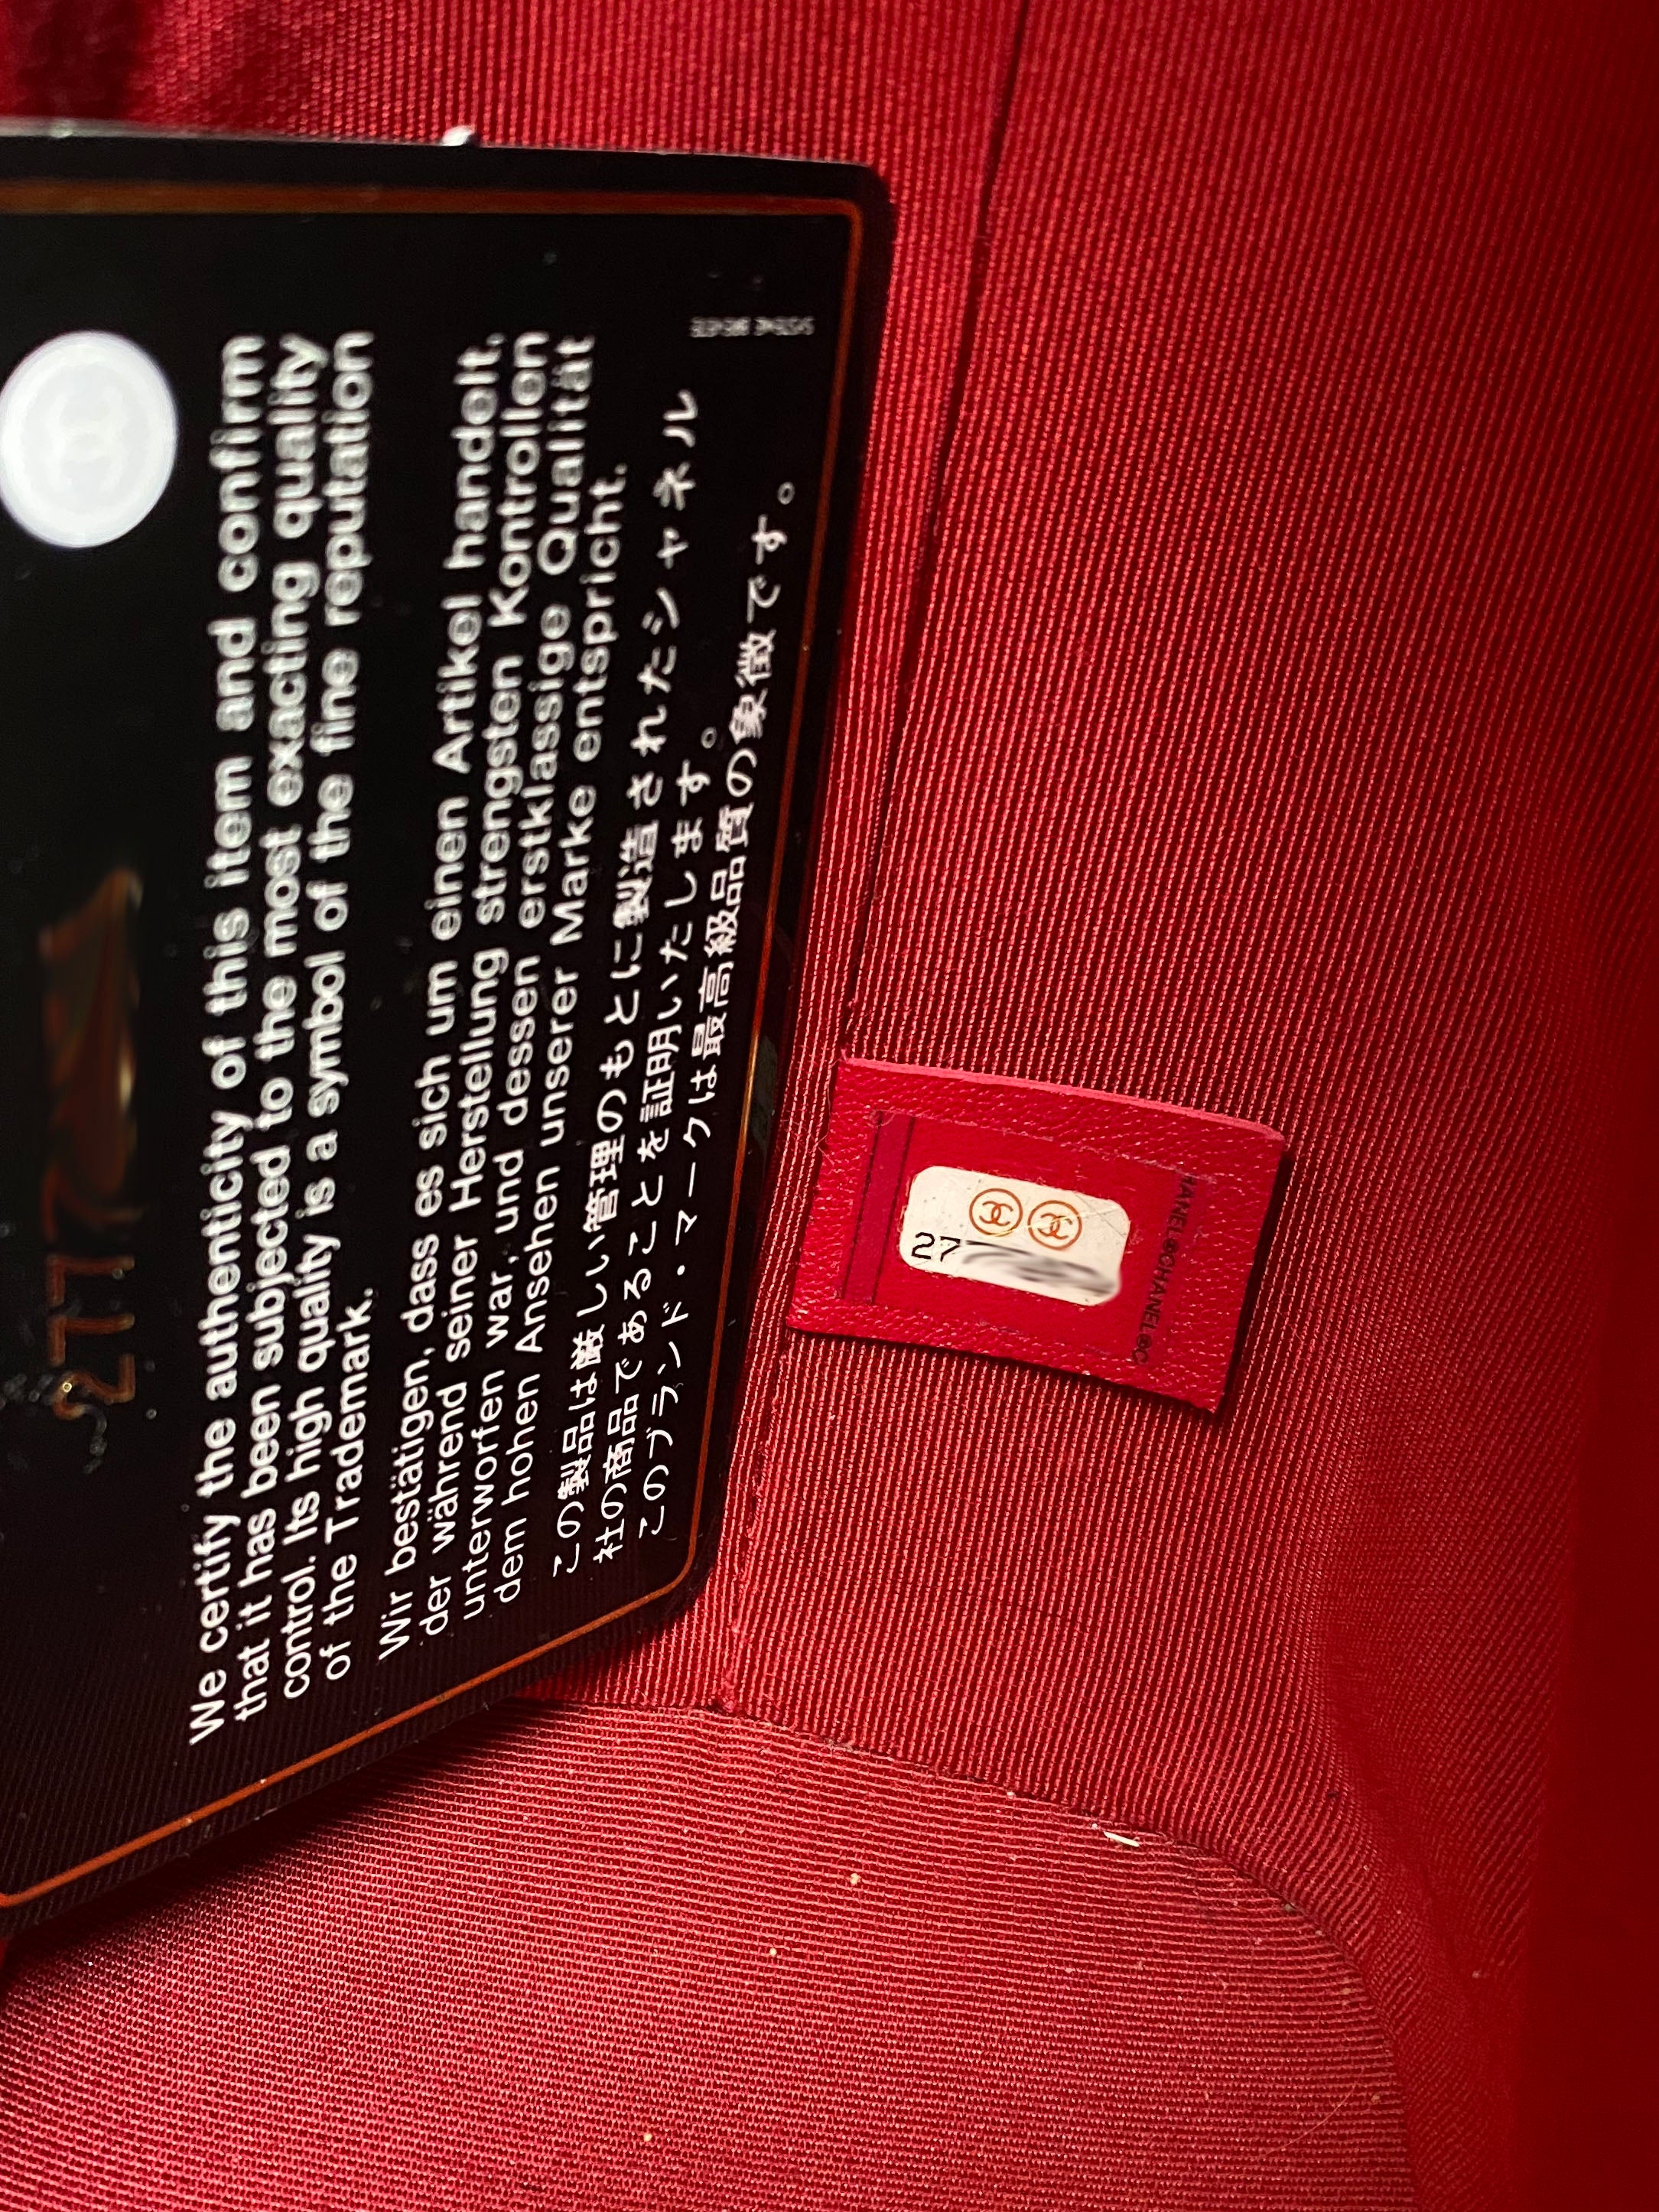 277
We certify the authenticity of this item and confirm
that it has been subjected to the most exacting quality
control. Its high quality is a symbol of the fine reputation
of the Trademark.
Wir bestätigen, dass es sich um einen Artikel handelt,
der während seiner Herstellung strengsten Kontrollen
unterworfen war, und dessen erstklassige Qualität
dem hohen Ansehen unserer Marke entspricht.
この製品は厳しい管理のもとに製造されたシャネル
社の商品であることを証明いたします。
このブランド・マークは最高級品質の象徴です。
27
HANEL®CHANEL®C